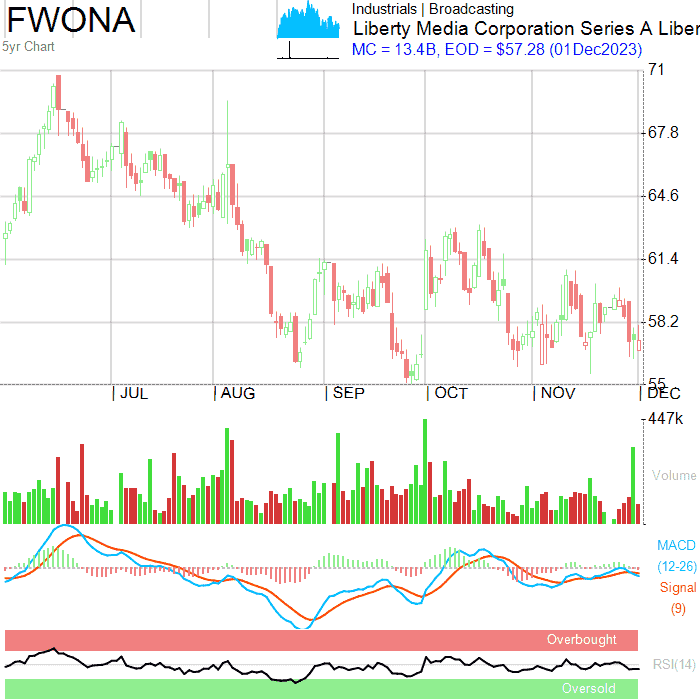 FWONA
Industrials | Broadcasting
Liberty Media Corporation Series A Liber
5yr Chart
MC = 13.4B, EOD = $57.28 (01Dec2023)
71
67.8
64.6
61.4
58.2
55
JUL AUG SEP OCT NOV DEC
447k
Volume
MACD
(12-26)
Signal
(9)
Overbought
RSI(14)
Oversold